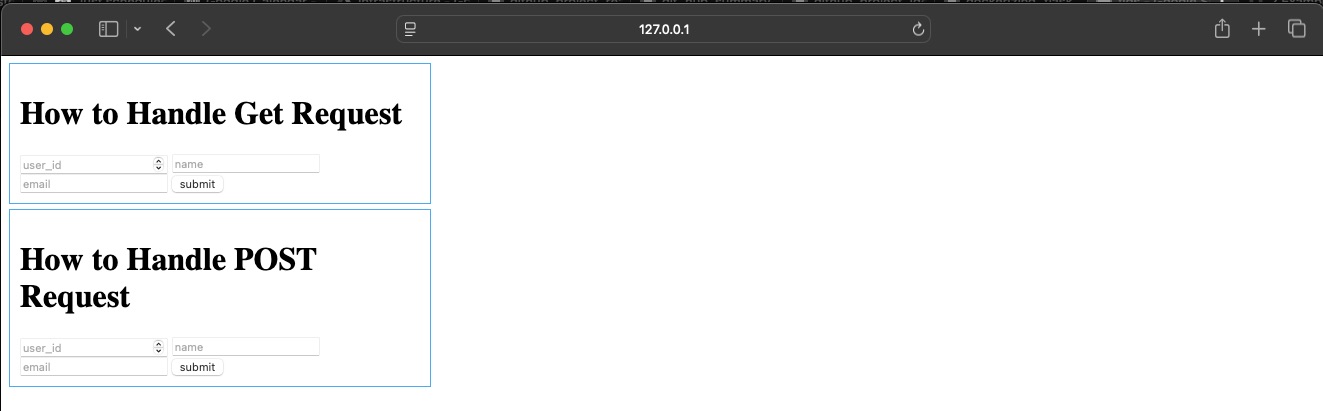 127.0.0.1
How to Handle Get Request
user_id name
email submit
How to Handle POST
Request
user_id name
email submit